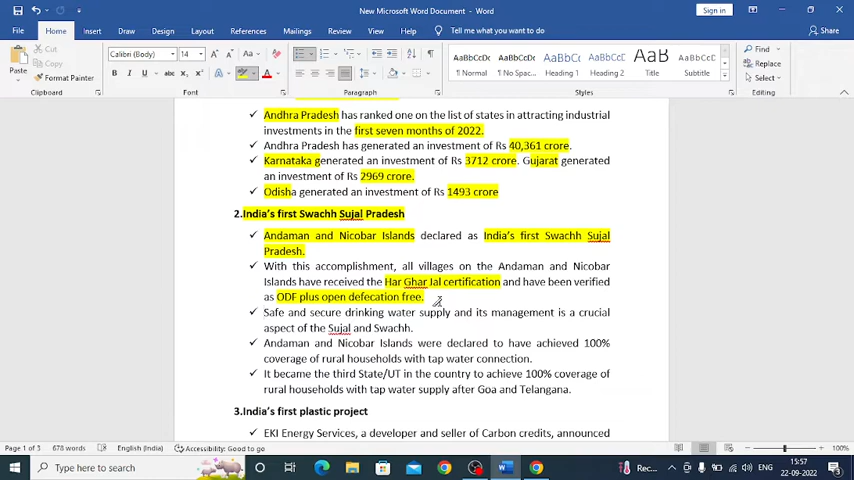 New Microsoft Word Document - Word
Sign in
File
Home
Insert
Design
Layout
References
Mailings
Review
View
Help
Tell me what you want to do
Share
Paste
Cut
Copy
Format Painter
Clipboard
Calibri (Body)
14
Font
Paragraph
AaBbCcDc
¶ Normal
AaBbCcDc
¶ No Spac...
AaBbCcD
Heading 1
AaBbCcD
Heading 2
AaB
Title
AaBbCcD
Subtitle
Styles
Find
Replace
Select
Editing
Andhra Pradesh has ranked one on the list of states in attracting industrial
investments in the first seven months of 2022.
Andhra Pradesh has generated an investment of Rs 40,361 crore.
Karnataka generated an investment of Rs 3712 crore. Gujarat generated
an investment of Rs 2969 crore.
Odisha generated an investment of Rs 1493 crore
2.India's first Swachh Sujal Pradesh
Andaman and Nicobar Islands declared as India's first Swachh Sujal
Pradesh.
With this accomplishment, all villages on the Andaman and Nicobar
Islands have received the Har Ghar Jal certification and have been verified
as ODF plus open defecation free.
Safe and secure drinking water supply and its management is a crucial
aspect of the Sujal and Swachh.
Andaman and Nicobar Islands were declared to have achieved 100%
coverage of rural households with tap water connection.
It became the third State/UT in the country to achieve 100% coverage of
rural households with tap water supply after Goa and Telangana.
3.India's first plastic project
EKI Energy Services, a developer and seller of Carbon credits, announced
Page 1 of 3
678 words
English (India)
Accessibility: Good to go
100%
Type here to search
Rec...
ENG
15:57
22-09-2022